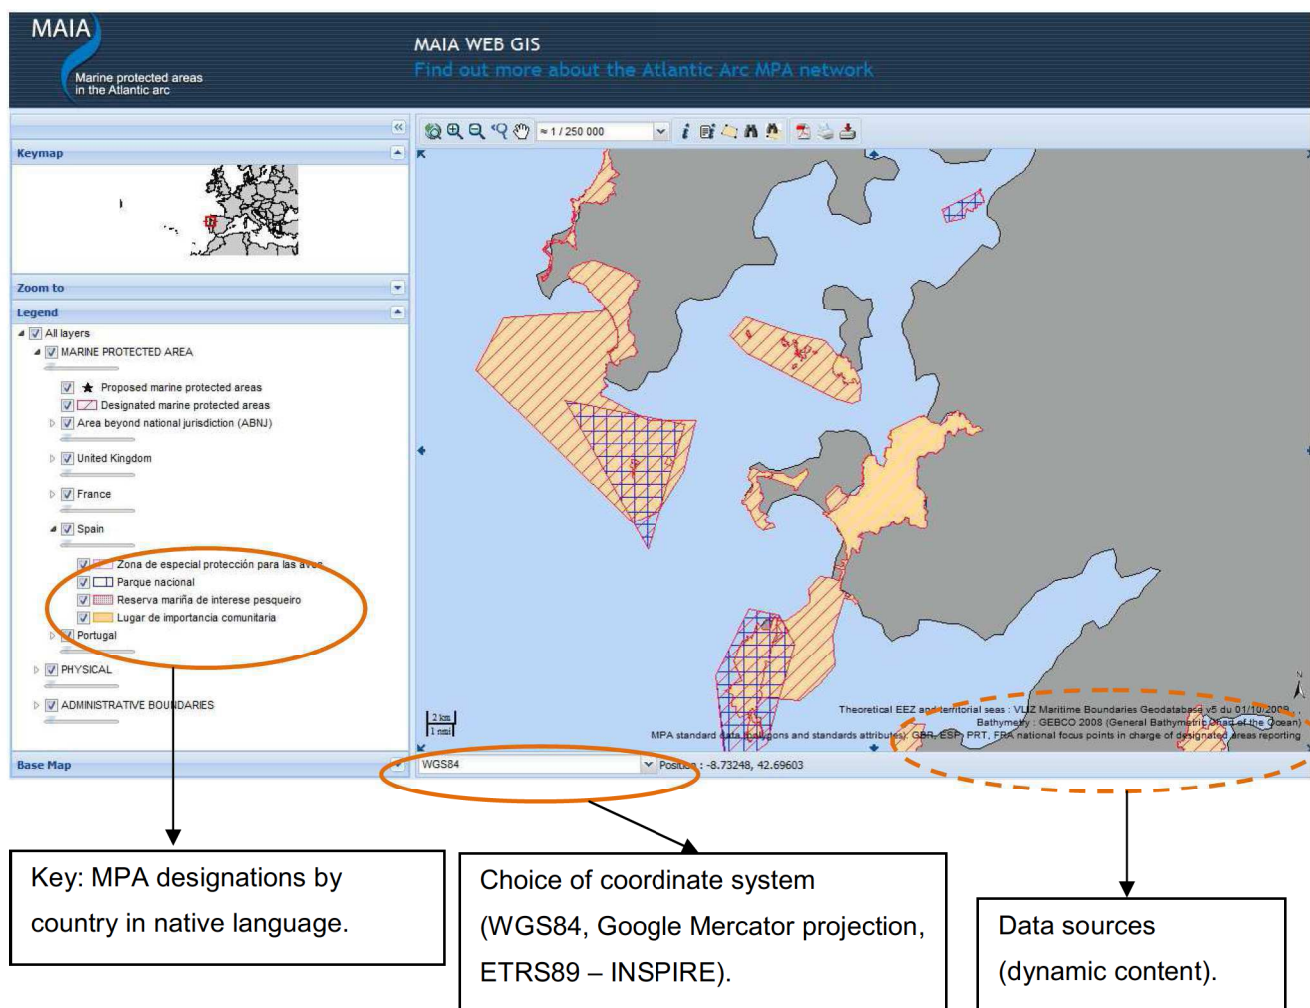 MAIA
Marine protected areas
in the Atlantic arc
MAIA WEB GIS
Find out more about the Atlantic Arc MPA network
≈ 1 / 250 000
Keymap
Zoom to
Legend
All layers
MARINE PROTECTED AREA
Proposed marine protected areas
Designated marine protected areas
Area beyond national jurisdiction (ABNJ)
United Kingdom
France
Spain
Zona de especial protección para las aves
Parque nacional
Reserva mariña de interese pesqueiro
Lugar de importancia comunitaria
Portugal
PHYSICAL
ADMINISTRATIVE BOUNDARIES
Base Map
2 km
1 nmi
Theoretical EEZ and territorial seas : VLIZ Maritime Boundaries Geodatabase v5 du 01/10/2009
Bathymetry : GEBCO 2008 (General Bathymetric Chart of the Ocean)
MPA standard data (polygons and standards attributes): GBR, ESP, PRT, FRA national focus points in charge of designated areas reporting
WGS84
Position : -8.73248, 42.69603
Key: MPA designations by
country in native language.
Choice of coordinate system
(WGS84, Google Mercator projection,
ETRS89 – INSPIRE).
Data sources
(dynamic content).